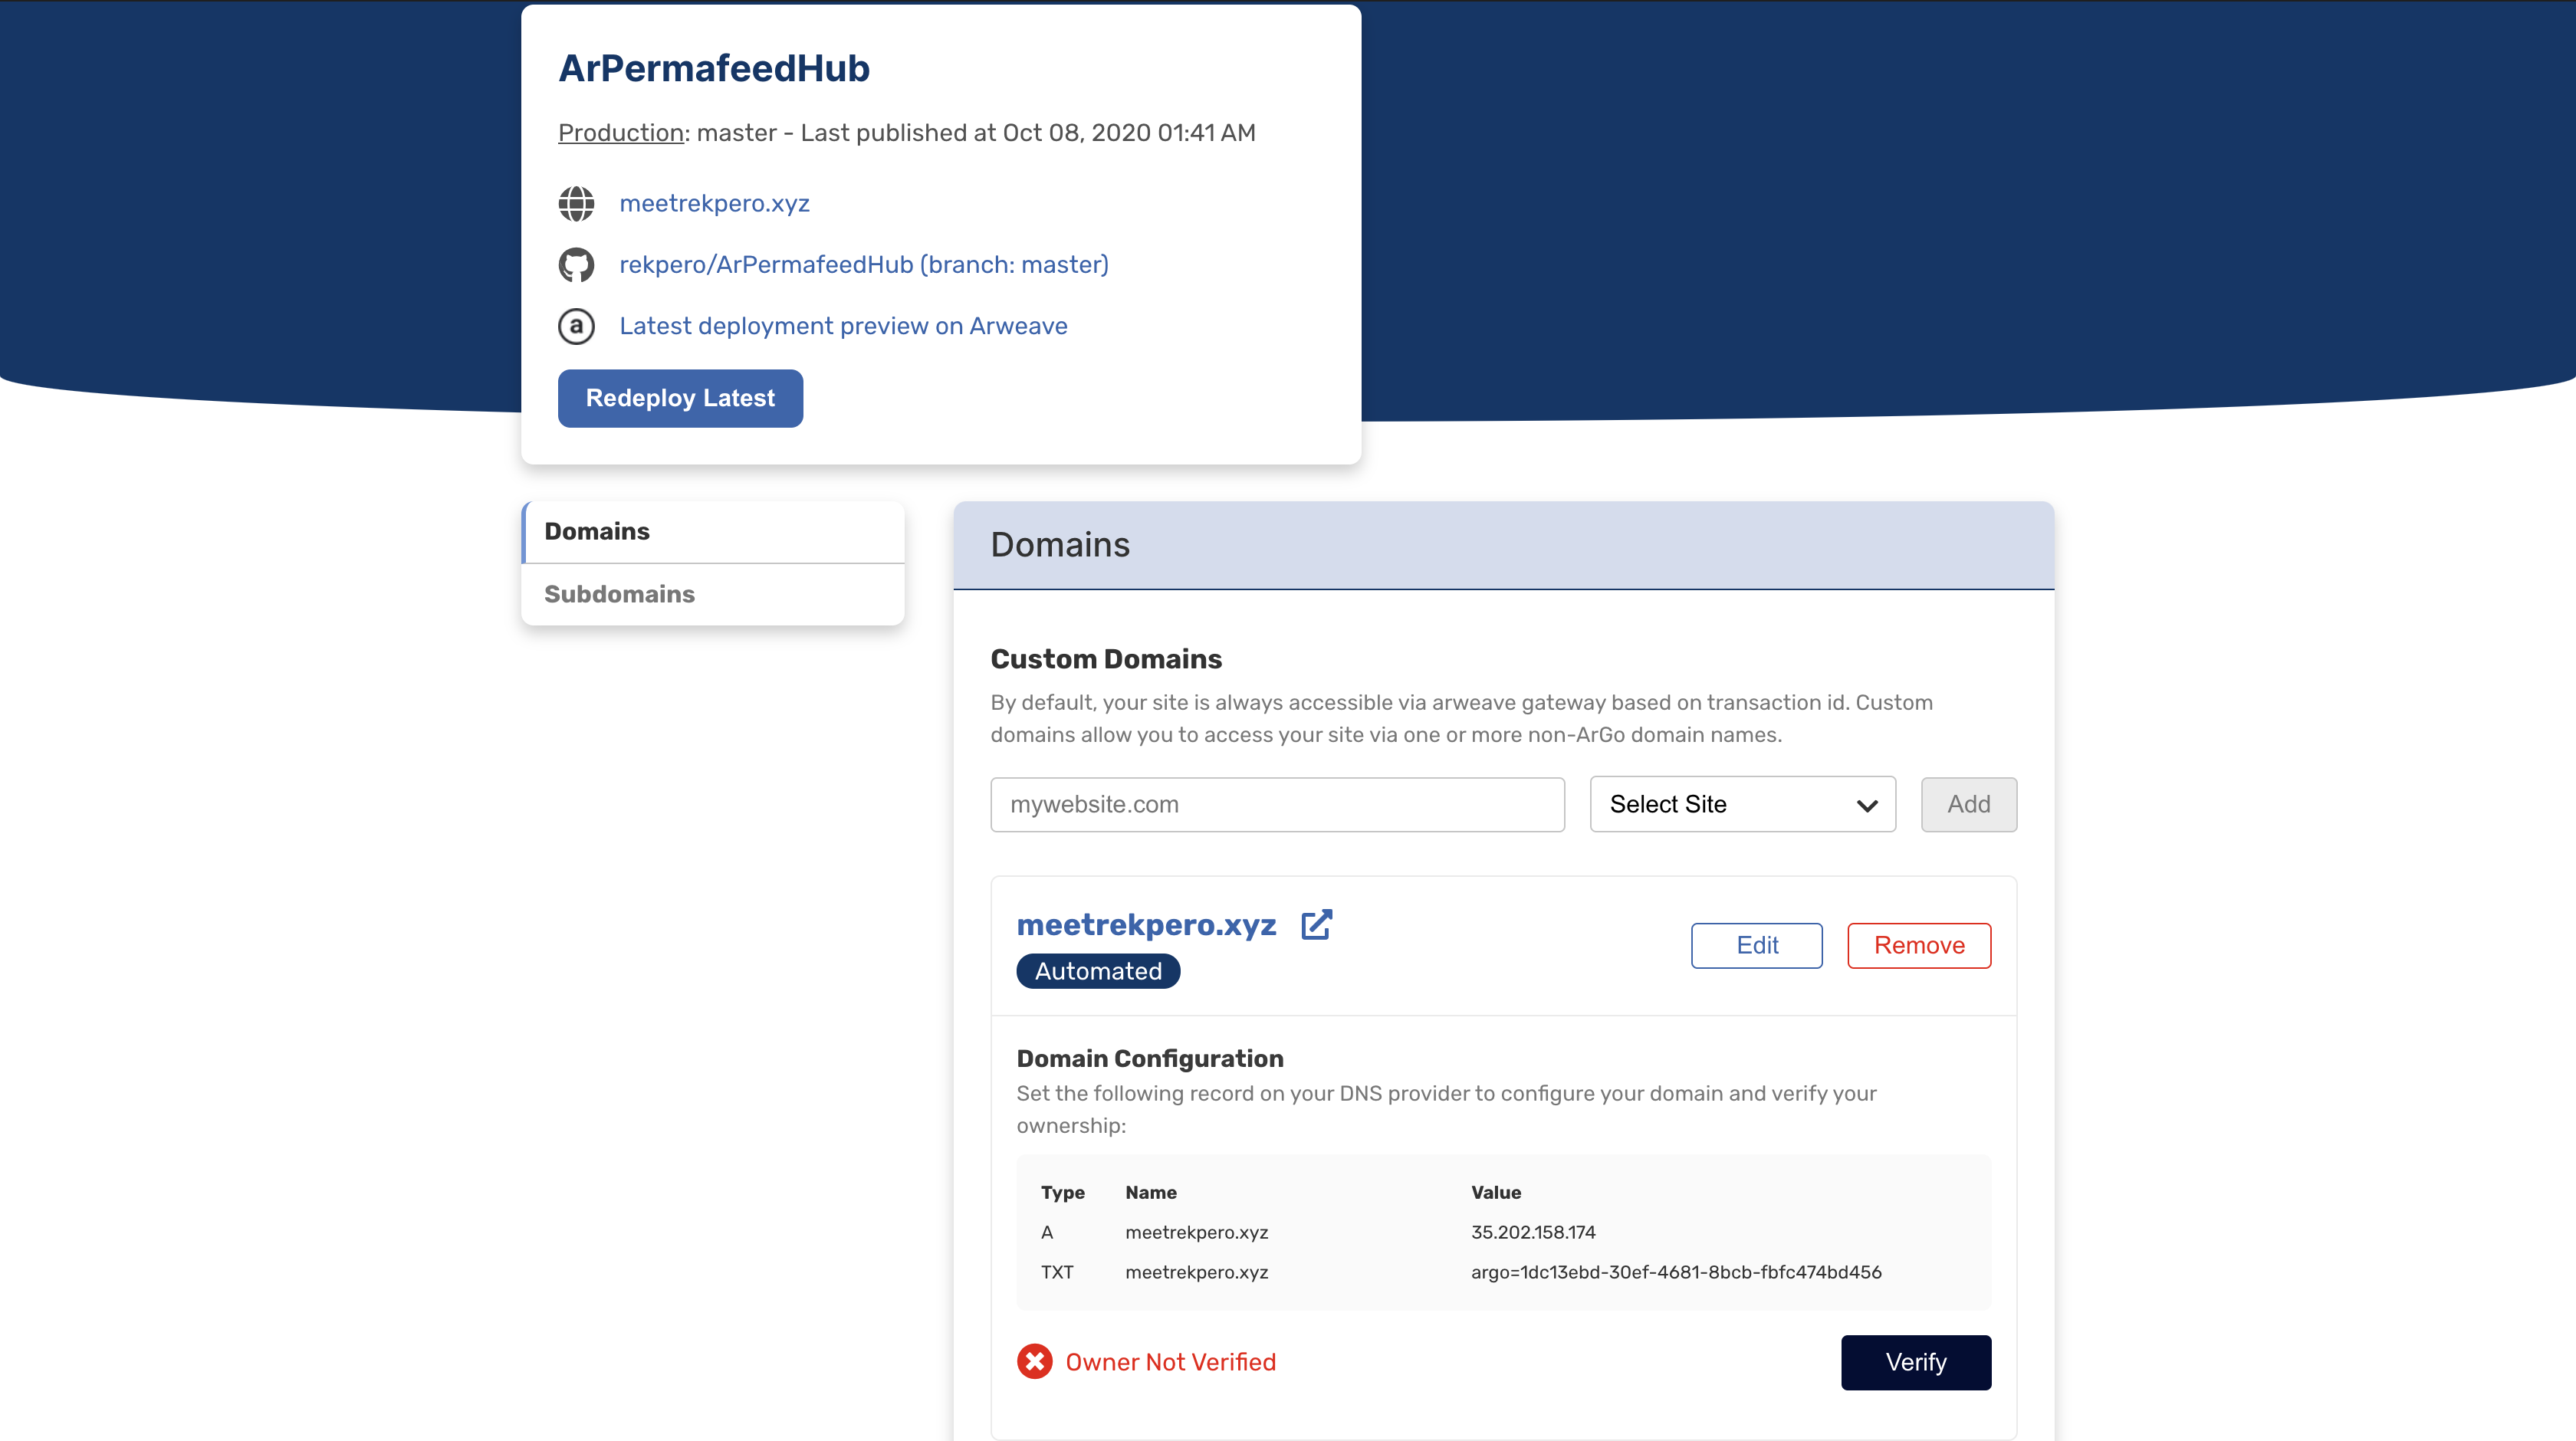 ArPermafeedHub
Production: master - Last published at Oct 08, 2020 01:41 AM
meetrekpero.xyz
rekpero/ArPermafeedHub (branch: master)
a
Latest deployment preview on Arweave
Redeploy Latest
Domains
Subdomains
Domains
Custom Domains
By default, your site is always accessible via arweave gateway based on transaction id. Custom
domains allow you to access your site via one or more non-ArGo domain names.
mywebsite.com
Select Site
Add
meetrekpero.xyz
Automated
Edit
Remove
Domain Configuration
Set the following record on your DNS provider to configure your domain and verify your
ownership:
Type Name Value
A meetrekpero.xyz 35.202.158.174
TXT meetrekpero.xyz argo=1dc13ebd-30ef-4681-8bcb-fbfc474bd456
Owner Not Verified
Verify